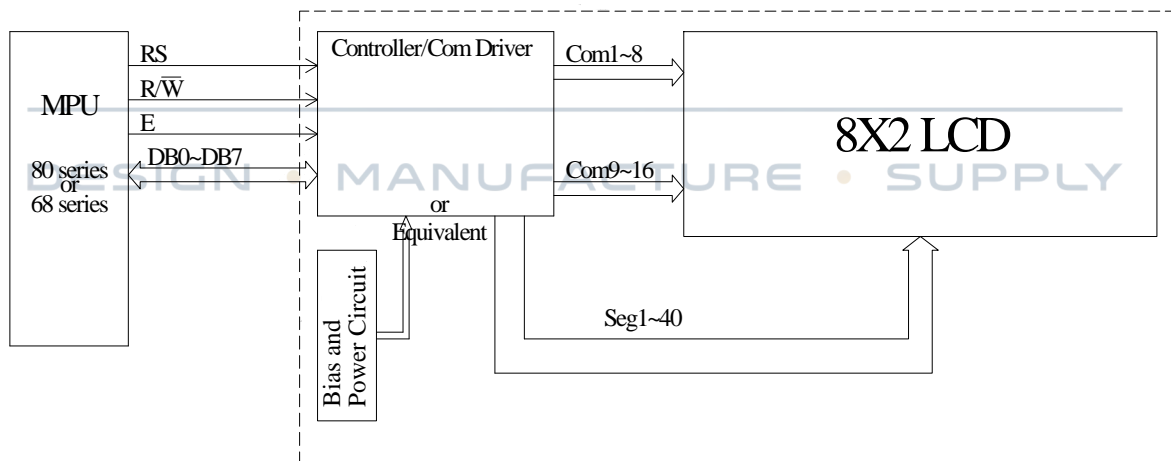 MPU
80 series
or
68 series
RS
R/W̅
E
DB0~DB7
Controller/Com Driver
or
Equivalent
Bias and
Power Circuit
Com1~8
Com9~16
Seg1~40
8X2 LCD
DESIGN • MANUFACTURE • SUPPLY